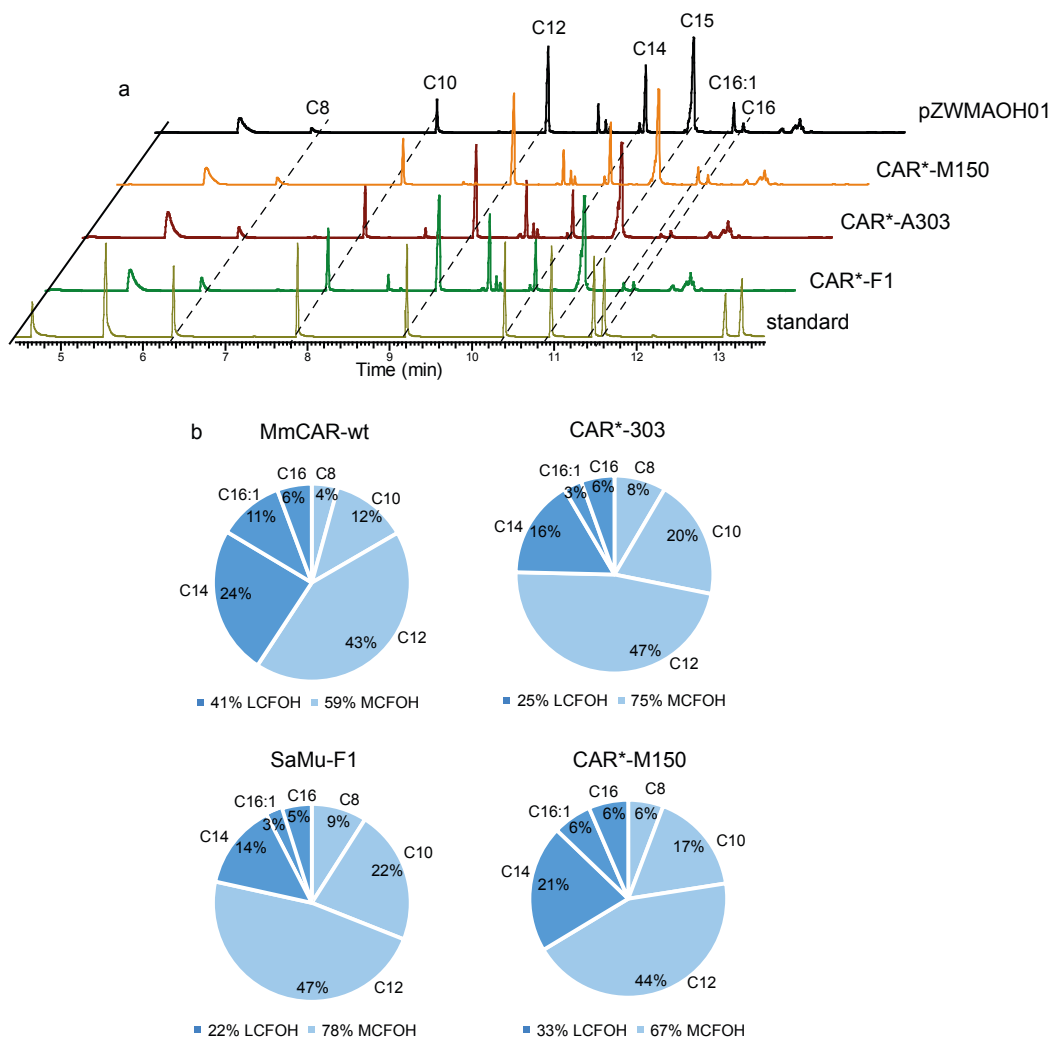 a
C8
C10
C12
C14
C15
C16:1
C16
pZWMAOH01
CAR*-M150
CAR*-A303
CAR*-F1
standard
5 6 7 8 9 10 11 12 13
Time (min)
b
MmCAR-wt
C16:1 C16 C8 C10 C12 C14
11% 6% 4% 12% 43% 24%
41% LCFOH 59% MCFOH
CAR*-303
C16:1 C16 C8 C10 C12 C14
3% 6% 8% 20% 47% 16%
25% LCFOH 75% MCFOH
SaMu-F1
C16:1 C16 C8 C10 C12 C14
3% 5% 9% 22% 47% 14%
22% LCFOH 78% MCFOH
CAR*-M150
C16:1 C16 C8 C10 C12 C14
6% 6% 6% 17% 44% 21%
33% LCFOH 67% MCFOH